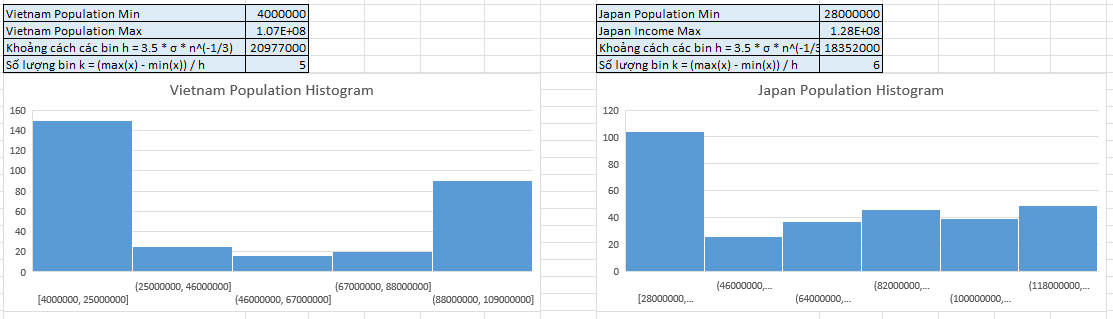 Vietnam Population Min 4000000
Vietnam Population Max 1.07E+08
Khoảng cách các bin h = 3.5 * σ * n^(-1/3) 20977000
Số lượng bin k = (max(x) - min(x)) / h 5
Vietnam Population Histogram
160
140
120
100
80
60
40
20
0
[4000000, 25000000]
(25000000, 46000000]
(46000000, 67000000]
(67000000, 88000000]
(88000000, 109000000]
Japan Population Min 28000000
Japan Income Max 1.28E+08
Khoảng cách các bin h = 3.5 * σ * n^(-1/3 18352000
Số lượng bin k = (max(x) - min(x)) / h 6
Japan Population Histogram
120
100
80
60
40
20
0
[28000000,...
(46000000,...
(64000000,...
(82000000,...
(100000000,...
(118000000,...